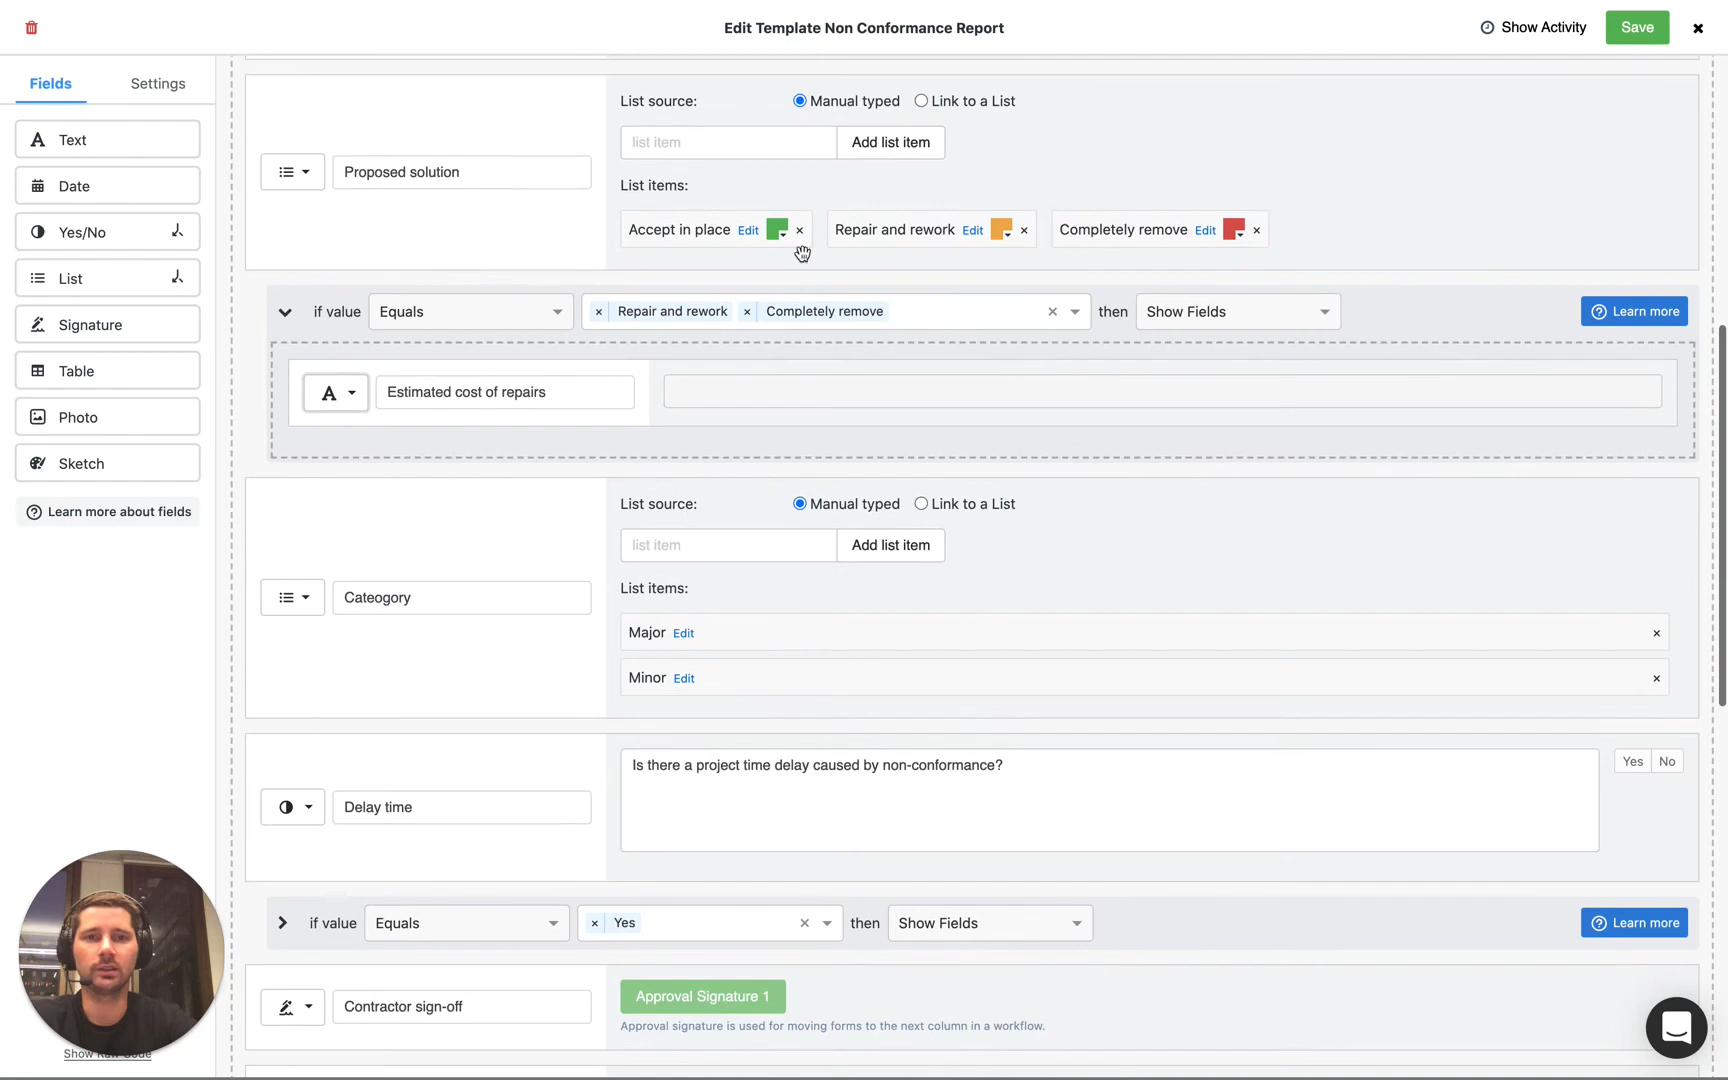 Edit Template Non Conformance Report
Show Activity
Save
Fields
Settings
Text
Date
Yes/No
List
Signature
Table
Photo
Sketch
Learn more about fields
List source:
Manual typed
Link to a List
list item
Add list item
Proposed solution
List items:
Accept in place Edit
Repair and rework Edit
Completely remove Edit
if value
Equals
Repair and rework
Completely remove
then
Show Fields
Learn more
A
Estimated cost of repairs
List source:
Manual typed
Link to a List
list item
Add list item
List items:
Cateogory
Major Edit
Minor Edit
Is there a project time delay caused by non-conformance?
Yes
No
Delay time
if value
Equals
Yes
then
Show Fields
Learn more
Contractor sign-off
Approval Signature 1
Approval signature is used for moving forms to the next column in a workflow.